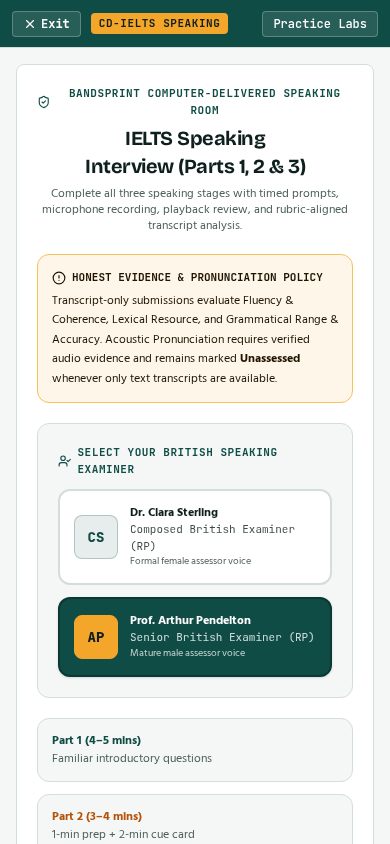 Exit
CD-IELTS SPEAKING
Practice Labs
BANDSPRINT COMPUTER-DELIVERED SPEAKING
ROOM
IELTS Speaking
Interview (Parts 1, 2 & 3)
Complete all three speaking stages with timed prompts,
microphone recording, playback review, and rubric-aligned
transcript analysis.
HONEST EVIDENCE & PRONUNCIATION POLICY
Transcript-only submissions evaluate Fluency &
Coherence, Lexical Resource, and Grammatical Range &
Accuracy. Acoustic Pronunciation requires verified
audio evidence and remains marked Unassessed
whenever only text transcripts are available.
SELECT YOUR BRITISH SPEAKING
EXAMINER
CS
Dr. Clara Sterling
Composed British Examiner
(RP)
Formal female assessor voice
AP
Prof. Arthur Pendelton
Senior British Examiner (RP)
Mature male assessor voice
Part 1 (4–5 mins)
Familiar introductory questions
Part 2 (3–4 mins)
1-min prep + 2-min cue card